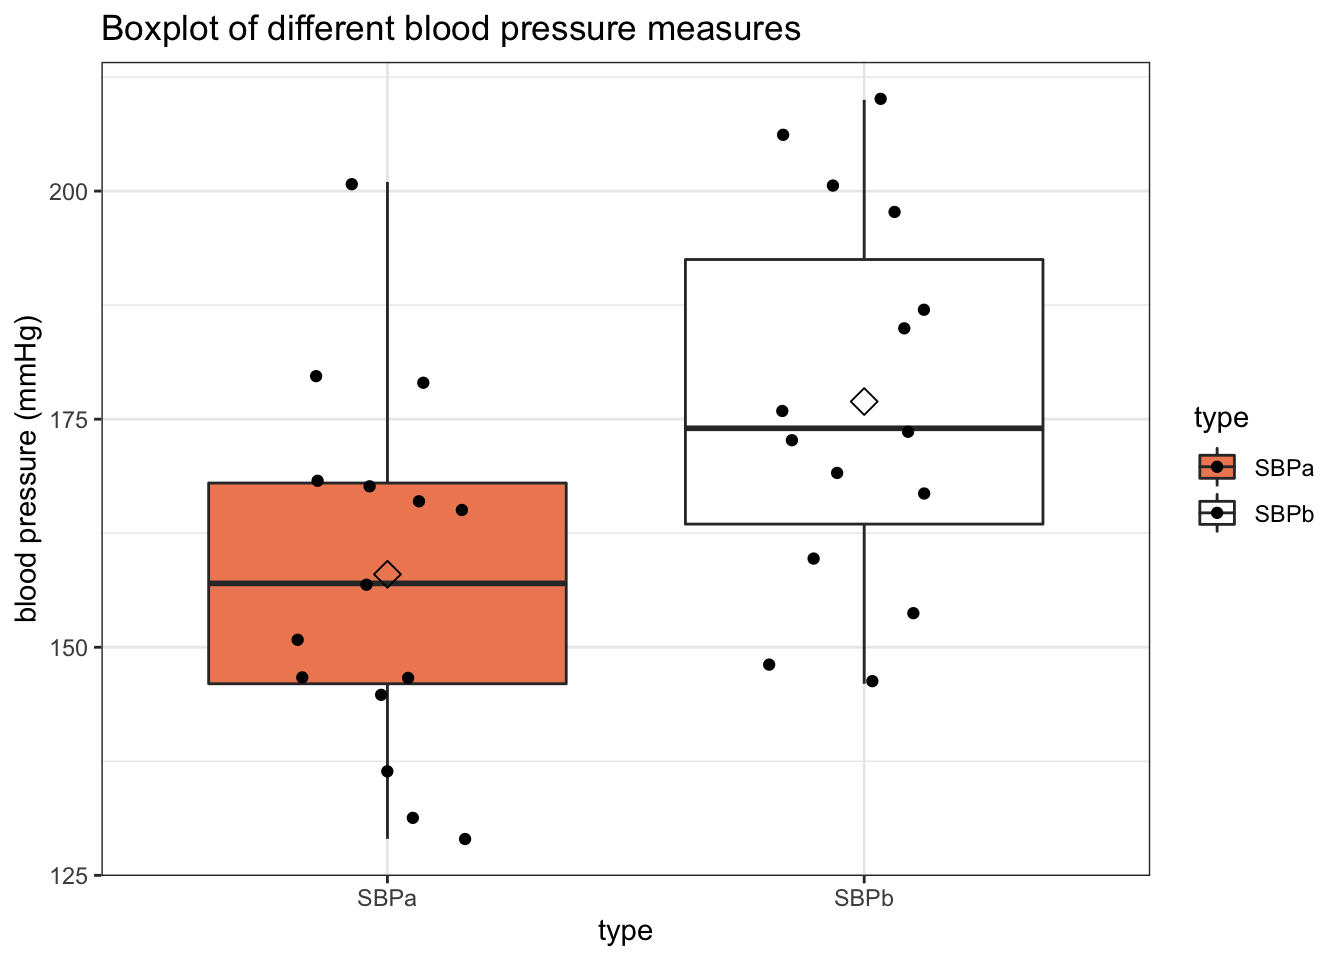 Boxplot of different blood pressure measures
blood pressure (mmHg)
200
175
150
125
SBPa
SBPb
type
type
SBPa
SBPb